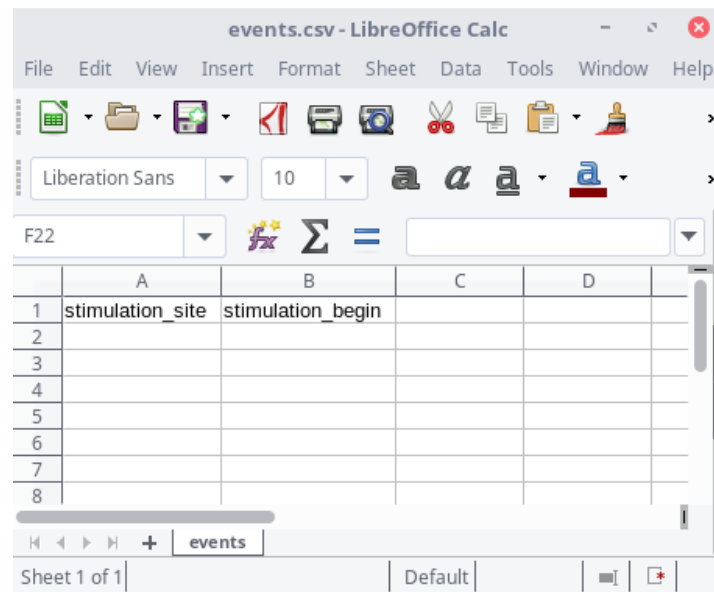 events.csv - LibreOffice Calc
File Edit View Insert Format Sheet Data Tools Window Help
Liberation Sans 10 a a a a
F22
A B C D
1 stimulation_site stimulation_begin
2
3
4
5
6
7
8
events
Sheet 1 of 1 Default